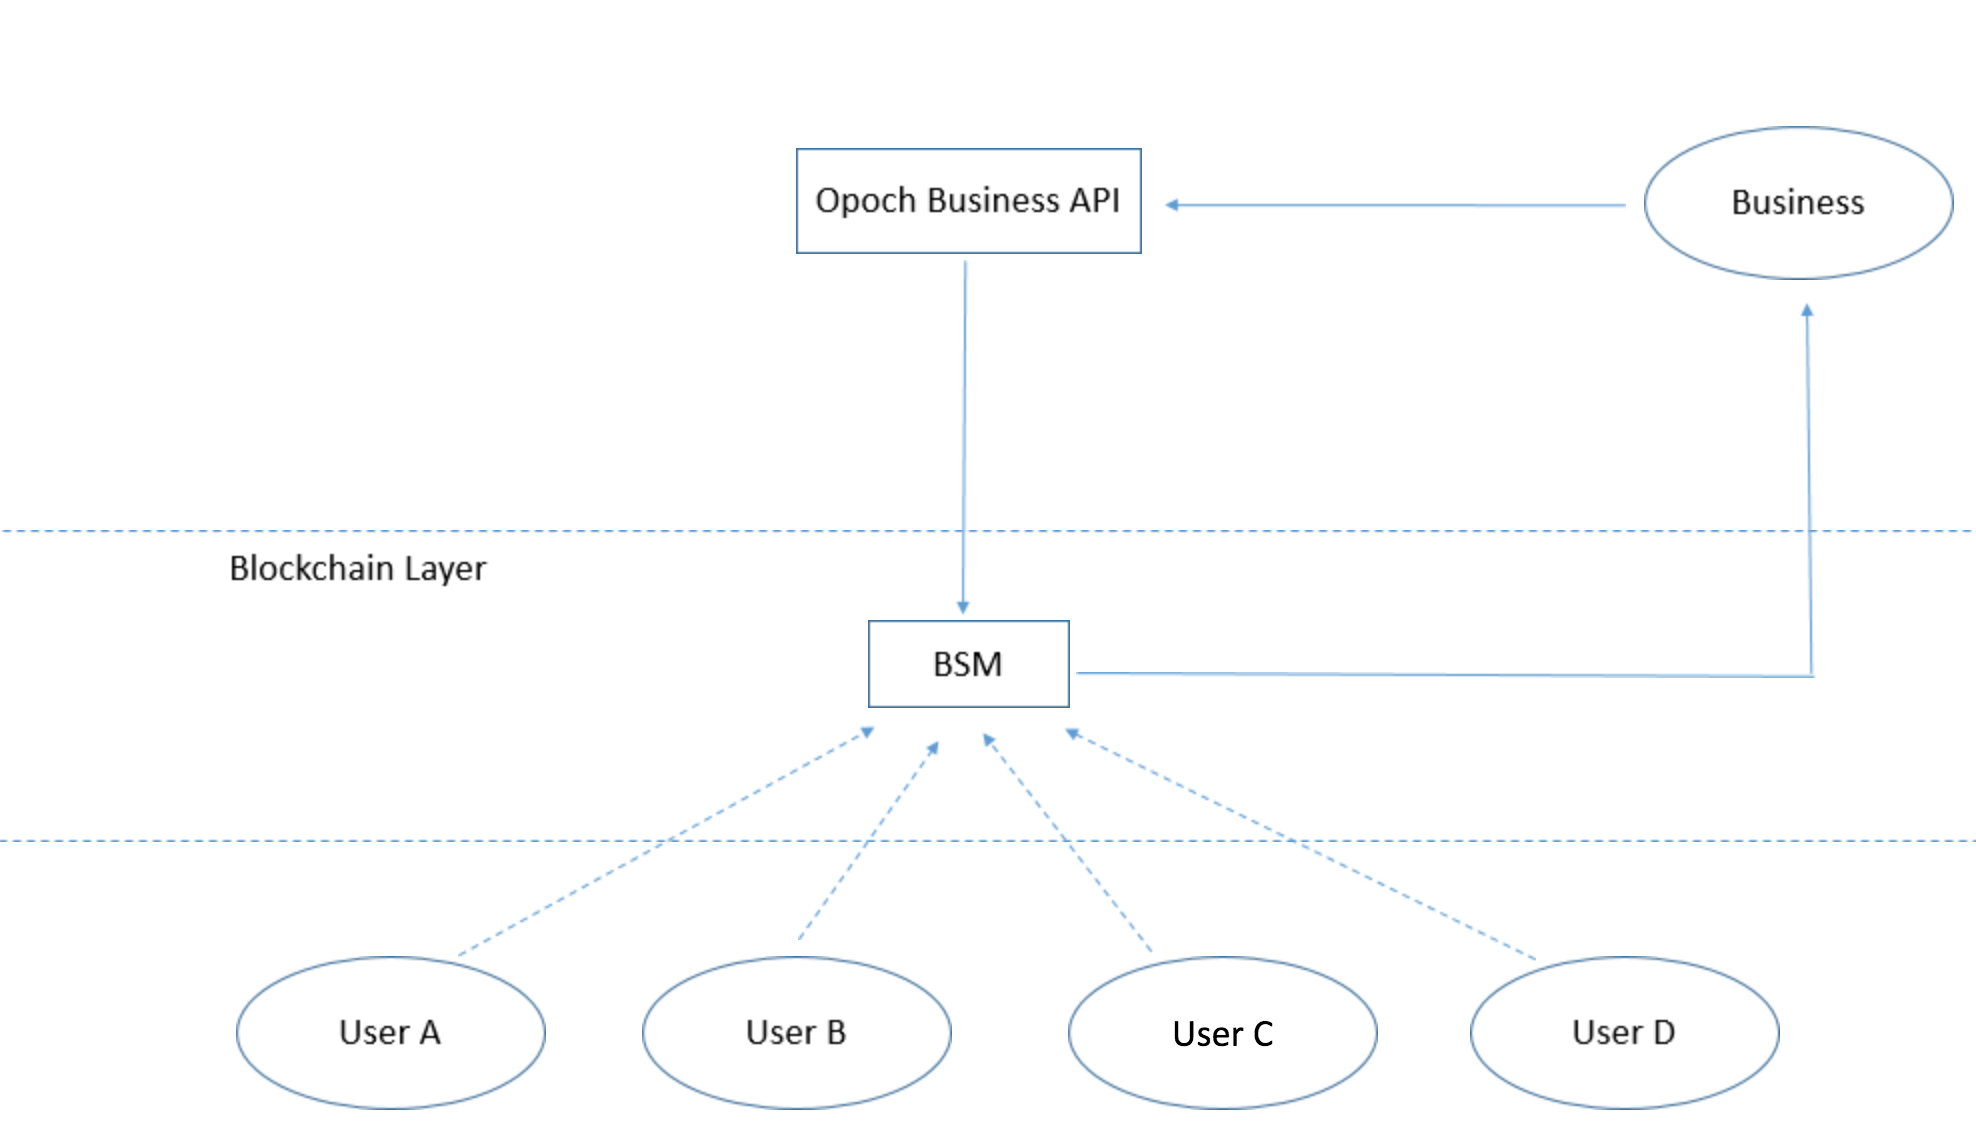 Opoch Business API
Business
Blockchain Layer
BSM
User A
User B
User C
User D